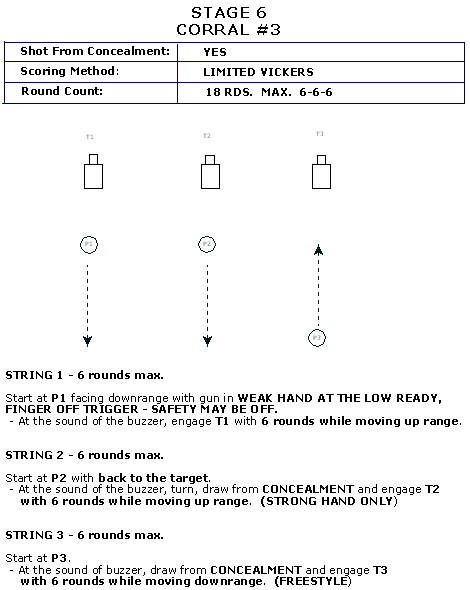 STAGE 6
CORRAL #3
Shot From Concealment: YES
Scoring Method: LIMITED VICKERS
Round Count: 18 RDS. MAX. 6-6-6
T1 T2 T3
P1 P2
P3
STRING 1 - 6 rounds max.
Start at P1 facing downrange with gun in WEAK HAND AT THE LOW READY,
FINGER OFF TRIGGER - SAFETY MAY BE OFF.
- At the sound of the buzzer, engage T1 with 6 rounds while moving up range.
STRING 2 - 6 rounds max.
Start at P2 with back to the target.
- At the sound of the buzzer, turn, draw from CONCEALMENT and engage T2
with 6 rounds while moving up range. (STRONG HAND ONLY)
STRING 3 - 6 rounds max.
Start at P3.
- At the sound of buzzer, draw from CONCEALMENT and engage T3
with 6 rounds while moving downrange. (FREESTYLE)